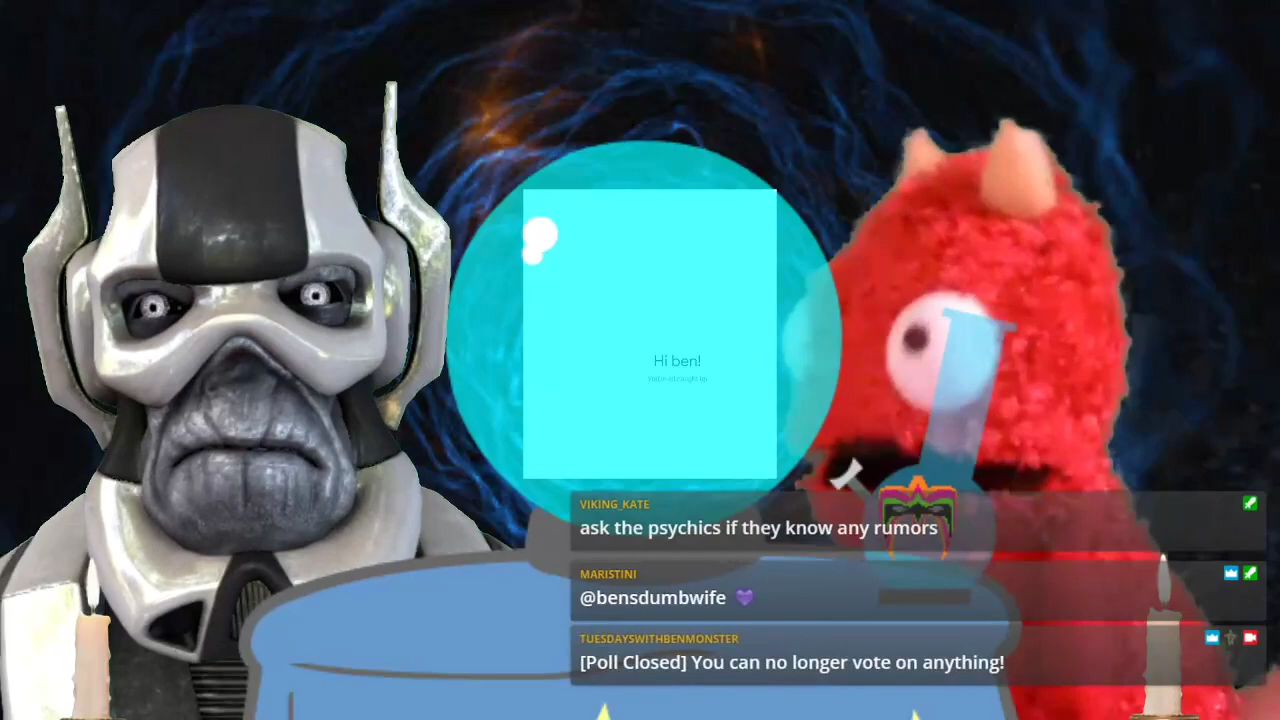 Hi ben!
VIKING_KATE
ask the psychics if they know any rumors
MARISTINI
@bensdumbwife
TUESDAYSWITHBENMONSTER
[Poll Closed] You can no longer vote on anything!